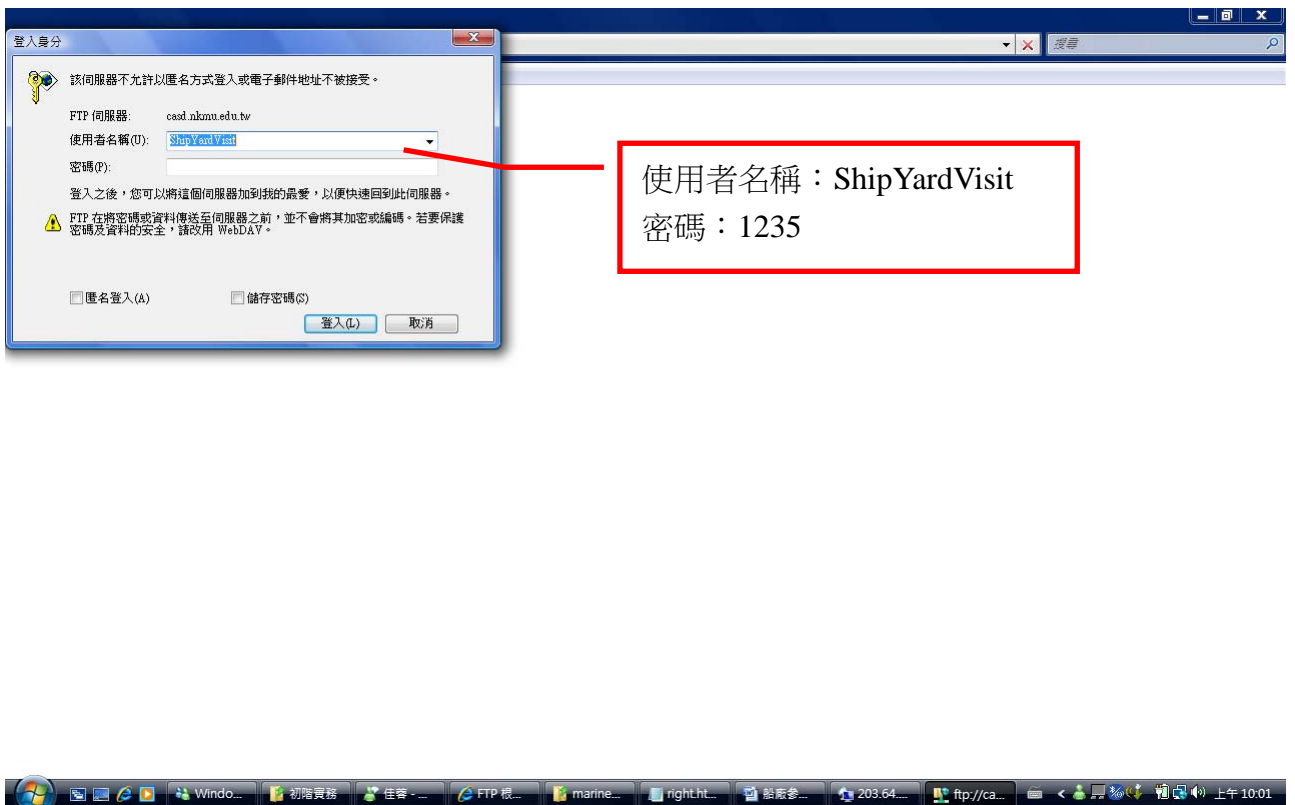 搜尋
登入身分
該伺服器不允許以匿名方式登入或電子郵件地址不被接受。
FTP 伺服器: casd.nkmu.edu.tw
使用者名稱(U): ShipYardVisit
密碼(P):
登入之後，您可以將這個伺服器加到我的最愛，以便快速回到此伺服器。
FTP 在將密碼或資料傳送至伺服器之前，並不會將其加密或編碼。若要保護
密碼及資料的安全，請改用 WebDAV。
匿名登入(A) 儲存密碼(S)
登入(L) 取消
使用者名稱：ShipYardVisit
密碼：1235
Windo... 初階實務 佳蓉 - ... FTP 根... marine... right.ht... 船廠參... 203.64.... ftp://ca... 上午 10:01